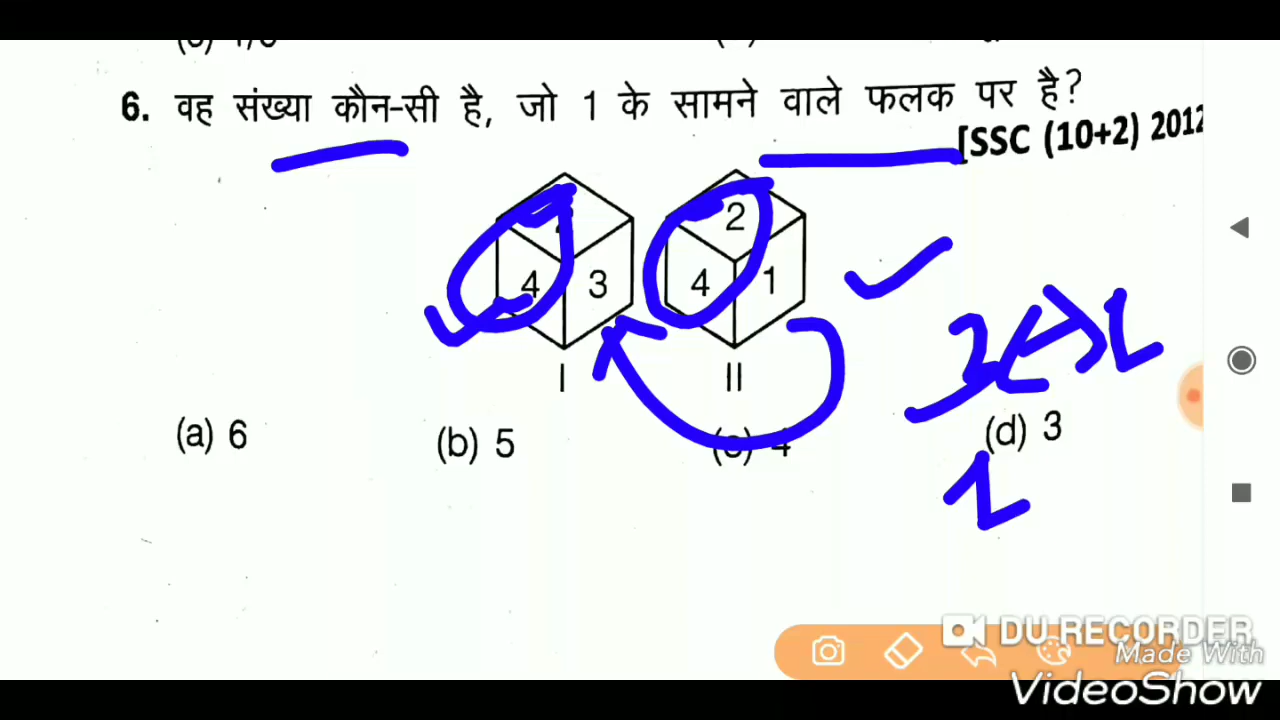 6. वह संख्या कौन-सी है, जो 1 के सामने वाले फलक पर है?
[SSC (10+2) 2012
2
4 3 4 1
I II
(a) 6 (b) 5 (c) 4 (d) 3
DU RECORDER
Made With
VideoShow